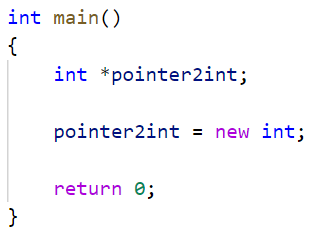 int main()
{
    int *pointer2int;
    pointer2int = new int;
    return 0;
}